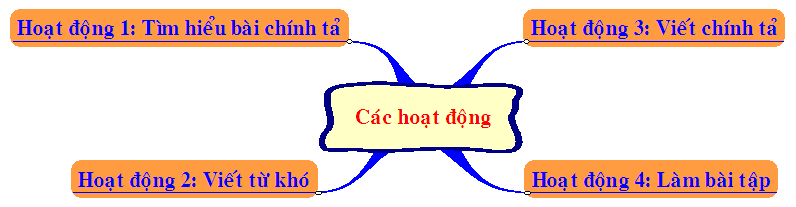 Hoạt động 1: Tìm hiểu bài chính tả
Hoạt động 3: Viết chính tả
Các hoạt động
Hoạt động 2: Viết từ khó
Hoạt động 4: Làm bài tập